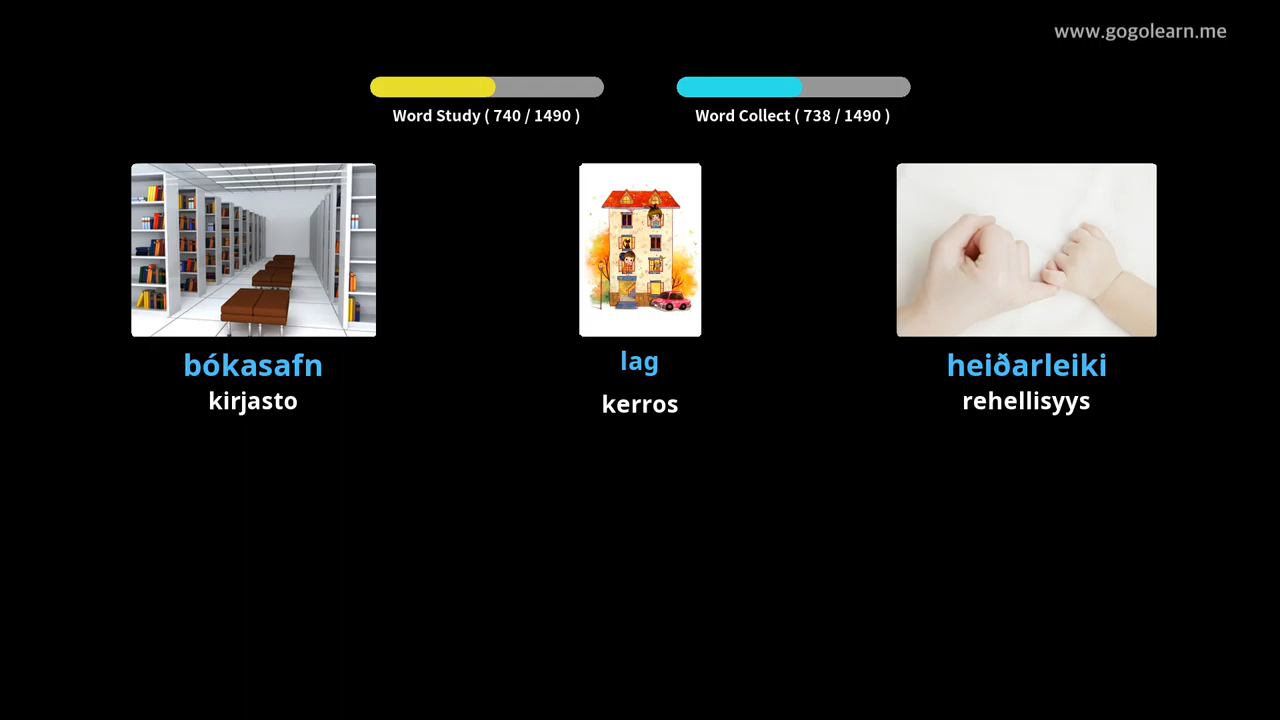 www.gogolearn.me
Word Study ( 740 / 1490 )
Word Collect ( 738 / 1490 )
bókasafn
kirjasto
lag
kerros
heiðarleiki
rehellisyys